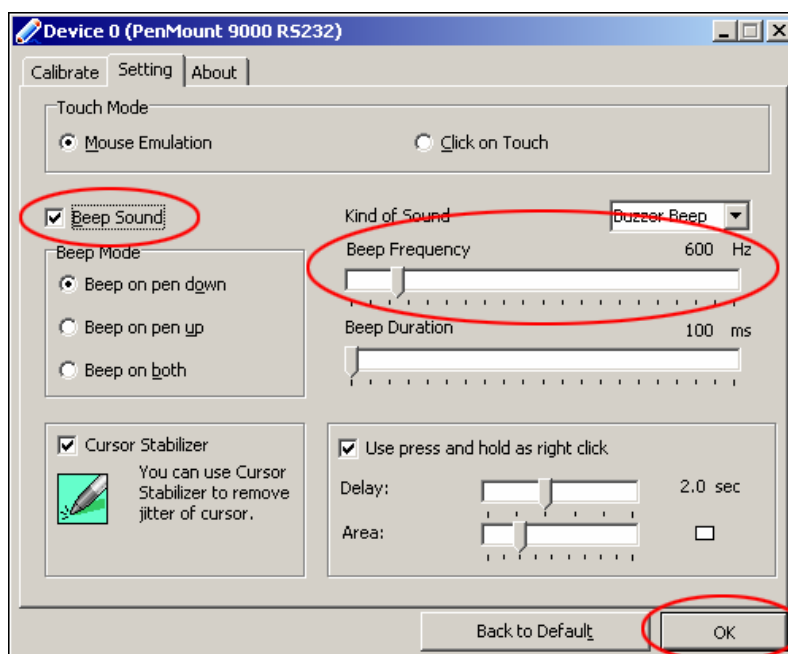 Device 0 (PenMount 9000 RS232)
Calibrate Setting About
Touch Mode
Mouse Emulation Click on Touch
Beep Sound Kind of Sound Buzzer Beep
Beep Mode Beep Frequency 600 Hz
Beep on pen down
Beep on pen up Beep Duration 100 ms
Beep on both
Cursor Stabilizer
You can use Cursor
Stabilizer to remove
jitter of cursor.
Use press and hold as right click
Delay: 2.0 sec
Area:
Back to Default OK